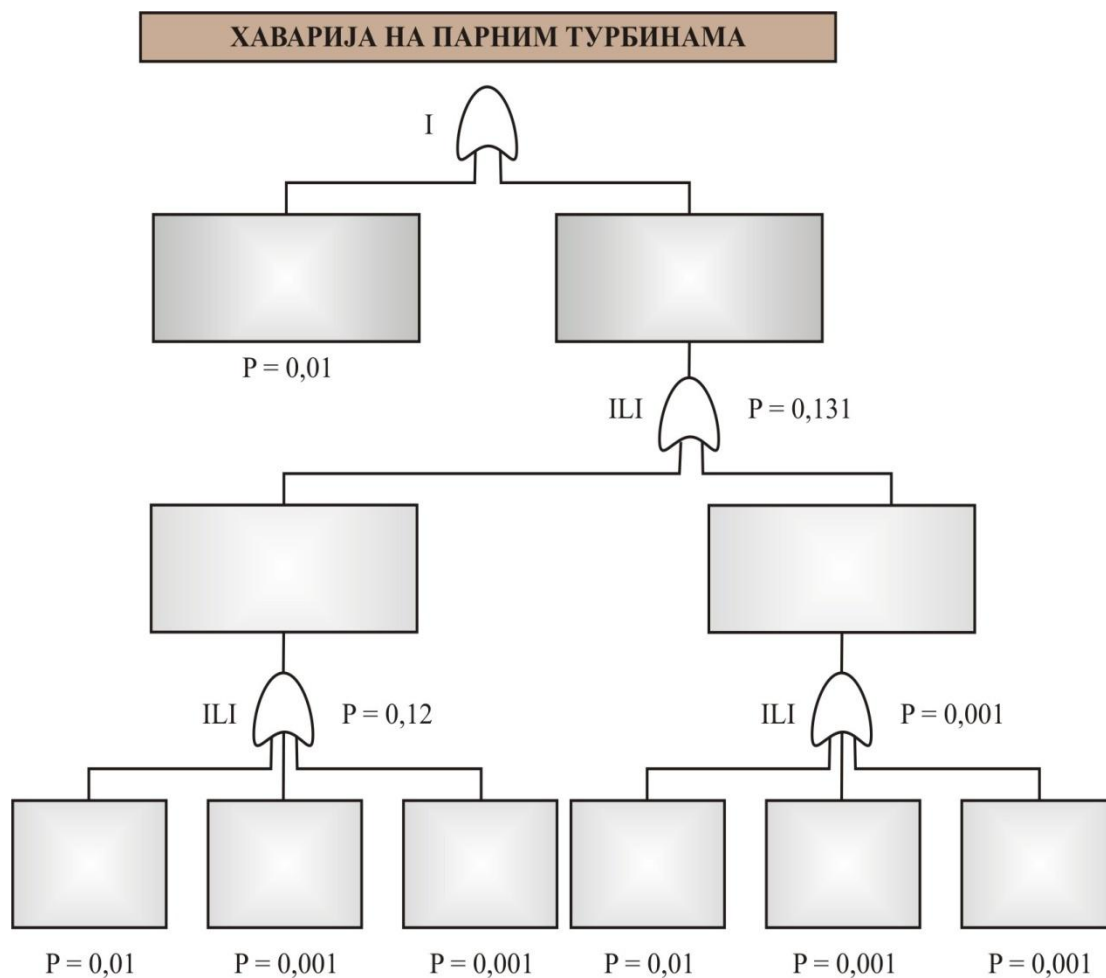 ХАВАРИЈА НА ПАРНИМ ТУРБИНАМА
I
P = 0,01
ILI
P = 0,131
ILI
P = 0,12
ILI
P = 0,001
P = 0,01
P = 0,001
P = 0,001
P = 0,01
P = 0,001
P = 0,001